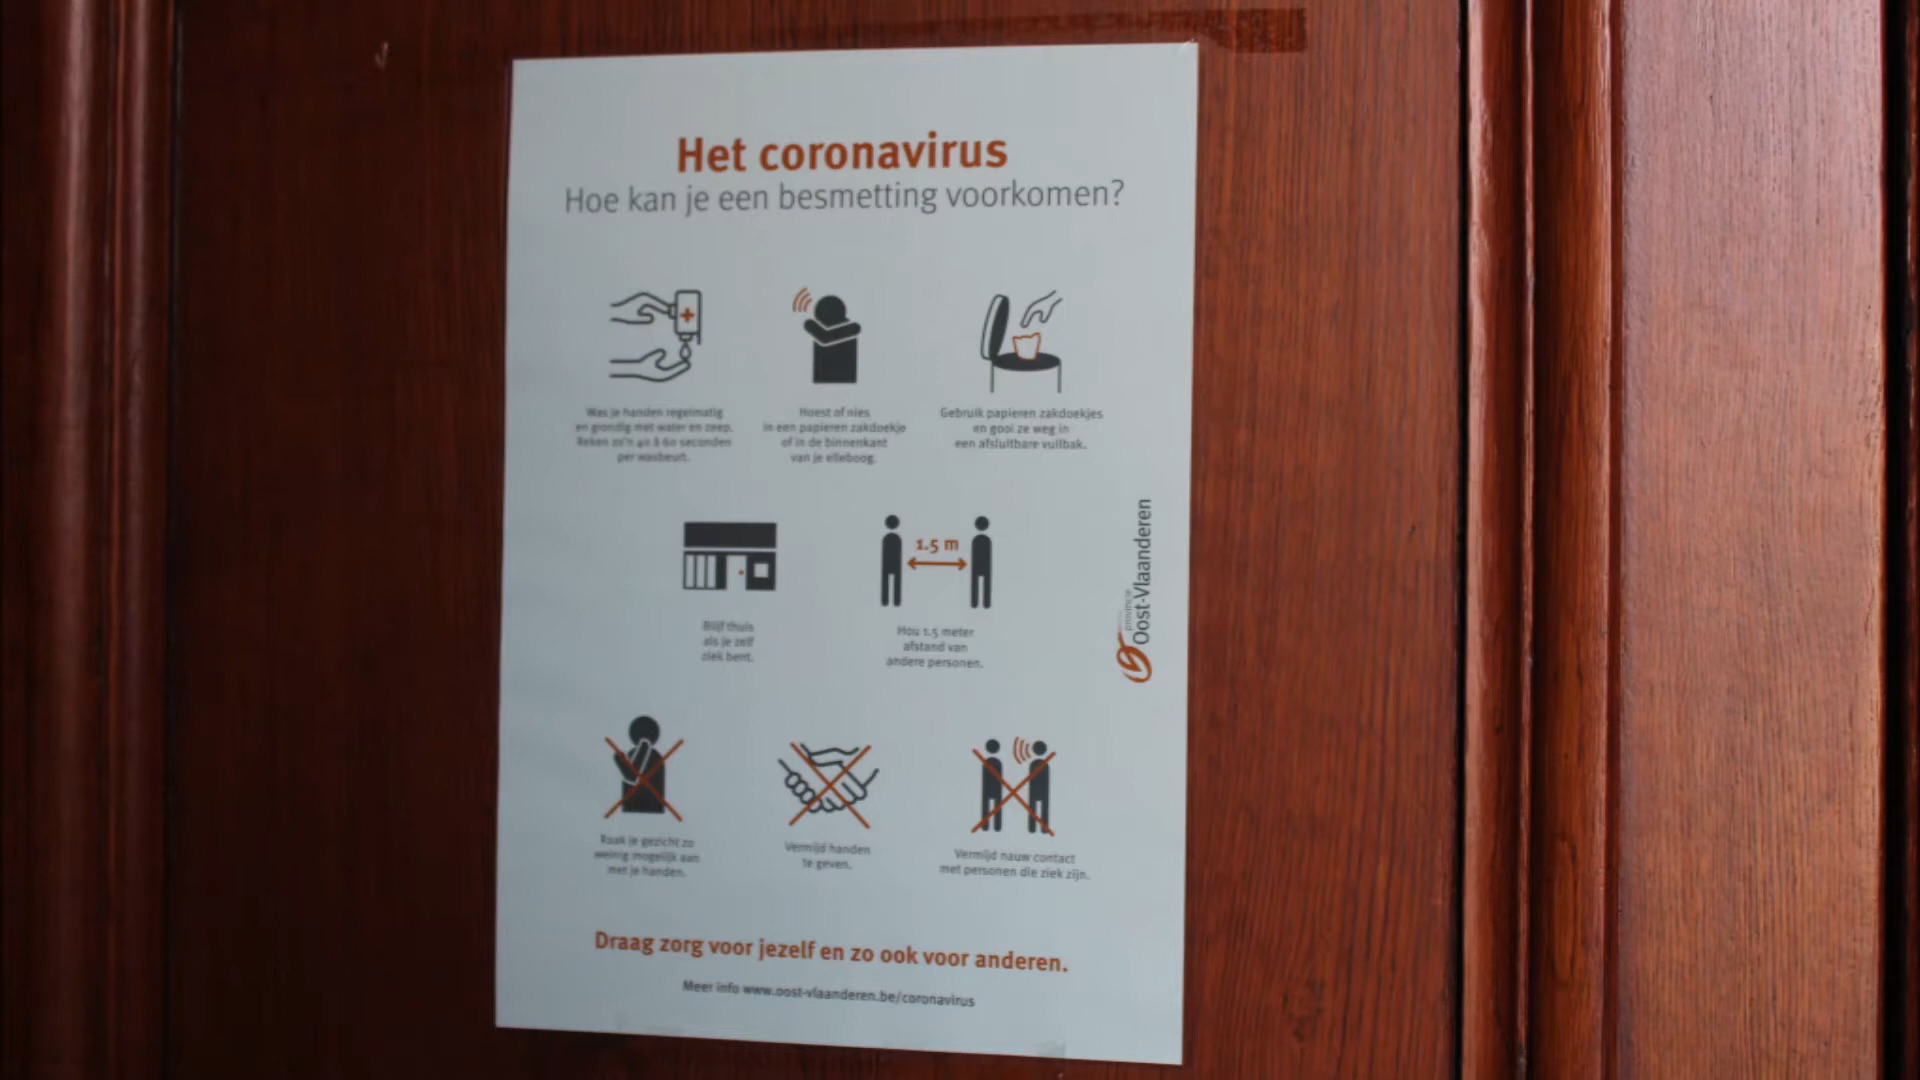 Het coronavirus
Hoe kan je een besmetting voorkomen?
Was je handen regelmatig
en grondig met water en zeep.
Reken zo'n 40 à 60 seconden
per wasbeurt.
Hoest of nies
in een papieren zakdoekje
of in de binnenkant
van je elleboog.
Gebruik papieren zakdoekjes
en gooi ze weg in
een afsluitbare vuilbak.
1.5 m
Blijf thuis
als je zelf
ziek bent.
Hou 1.5 meter
afstand van
andere personen.
provincie
Oost-Vlaanderen
Raak je gezicht zo
weinig mogelijk aan
met je handen.
Vermijd handen
te geven.
Vermijd nauw contact
met personen die ziek zijn.
Draag zorg voor jezelf en zo ook voor anderen.
Meer info www.oost-vlaanderen.be/coronavirus